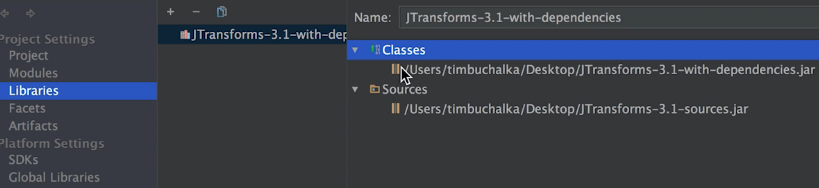 Project Settings
Project
Modules
Libraries
Facets
Artifacts
Platform Settings
SDKs
Global Libraries
JTransforms-3.1-with-dep
Name: JTransforms-3.1-with-dependencies
Classes
/Users/timbuchalka/Desktop/JTransforms-3.1-with-dependencies.jar
Sources
/Users/timbuchalka/Desktop/JTransforms-3.1-sources.jar